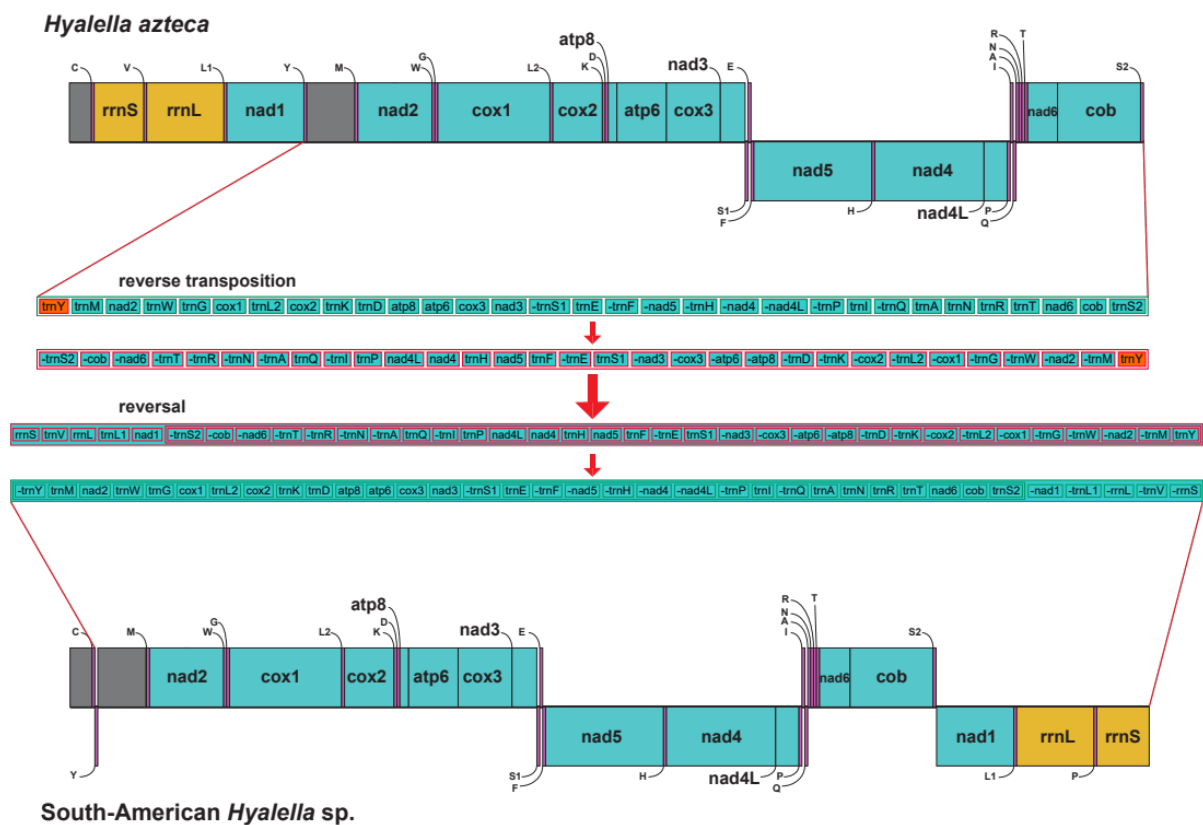 Hyalella azteca
atp8
nad3
C V L1 Y M G W L2 D K E R N A I T S2
rrnS rrnL nad1 nad2 cox1 cox2 atp6 cox3 nad6 cob
nad5 nad4
nad4L
S1 F H P Q
reverse transposition
trnY trnM nad2 trnW trnG cox1 trnL2 cox2 trnK trnD atp8 atp6 cox3 nad3 -trnS1 trnE -trnF -nad5 -trnH -nad4 -nad4L -trnP trnI -trnQ trnA trnN trnR trnT nad6 cob trnS2
-trnS2 -cob -nad6 -trnT -trnR -trnN -trnA trnQ -trnI trnP nad4L nad4 trnH nad5 trnF -trnE trnS1 -nad3 -cox3 -atp6 -atp8 -trnD -trnK -cox2 -trnL2 -cox1 -trnG -trnW -nad2 -trnM trnY
reversal
rrnS trnV rrnL trnL1 nad1 -trnS2 -cob -nad6 -trnT -trnR -trnN -trnA trnQ -trnI trnP nad4L nad4 trnH nad5 trnF -trnE trnS1 -nad3 -cox3 -atp6 -atp8 -trnD -trnK -cox2 -trnL2 -cox1 -trnG -trnW -nad2 -trnM trnY
-trnY trnM nad2 trnW trnG cox1 trnL2 cox2 trnK trnD atp8 atp6 cox3 nad3 -trnS1 trnE -trnF -nad5 -trnH -nad4 -nad4L -trnP trnI -trnQ trnA trnN trnR trnT nad6 cob trnS2 -nad1 -trnL1 -rrnL -trnV -rrnS
atp8
nad3
C M G W L2 D K E R N A I T S2
nad2 cox1 cox2 atp6 cox3 nad6 cob
nad5 nad4 nad1 rrnL rrnS
nad4L
Y S1 F H P Q L1 P
South-American Hyalella sp.